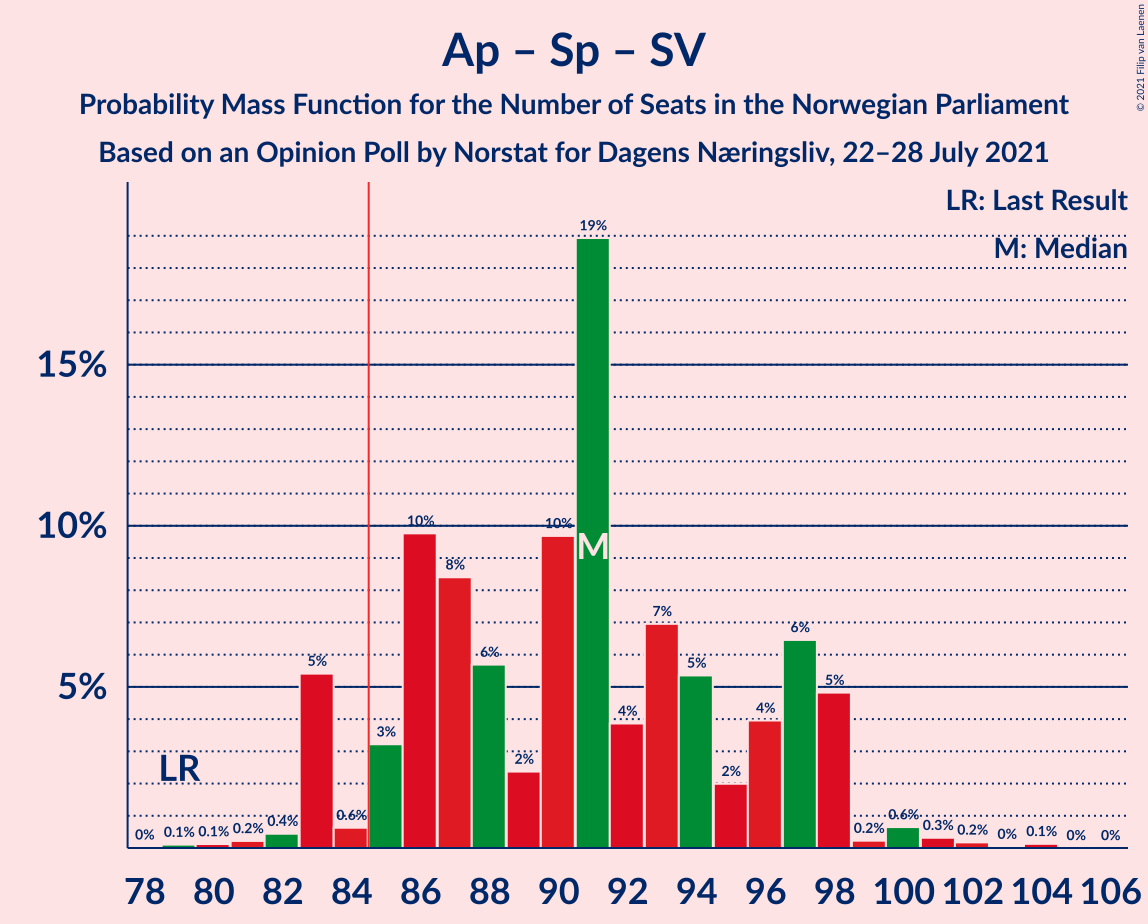 Ap – Sp – SV
Probability Mass Function for the Number of Seats in the Norwegian Parliament
Based on an Opinion Poll by Norstat for Dagens Næringsliv, 22–28 July 2021
© 2021 Filip van Laenen
LR: Last Result
M: Median
15%
10%
5%
LR
M
0% 0.1% 0.1% 0.2% 0.4% 5% 0.6% 3% 10% 8% 6% 2% 10% 19% 4% 7% 5% 2% 4% 6% 5% 0.2% 0.6% 0.3% 0.2% 0% 0.1% 0% 0%
78 80 82 84 86 88 90 92 94 96 98 100 102 104 106